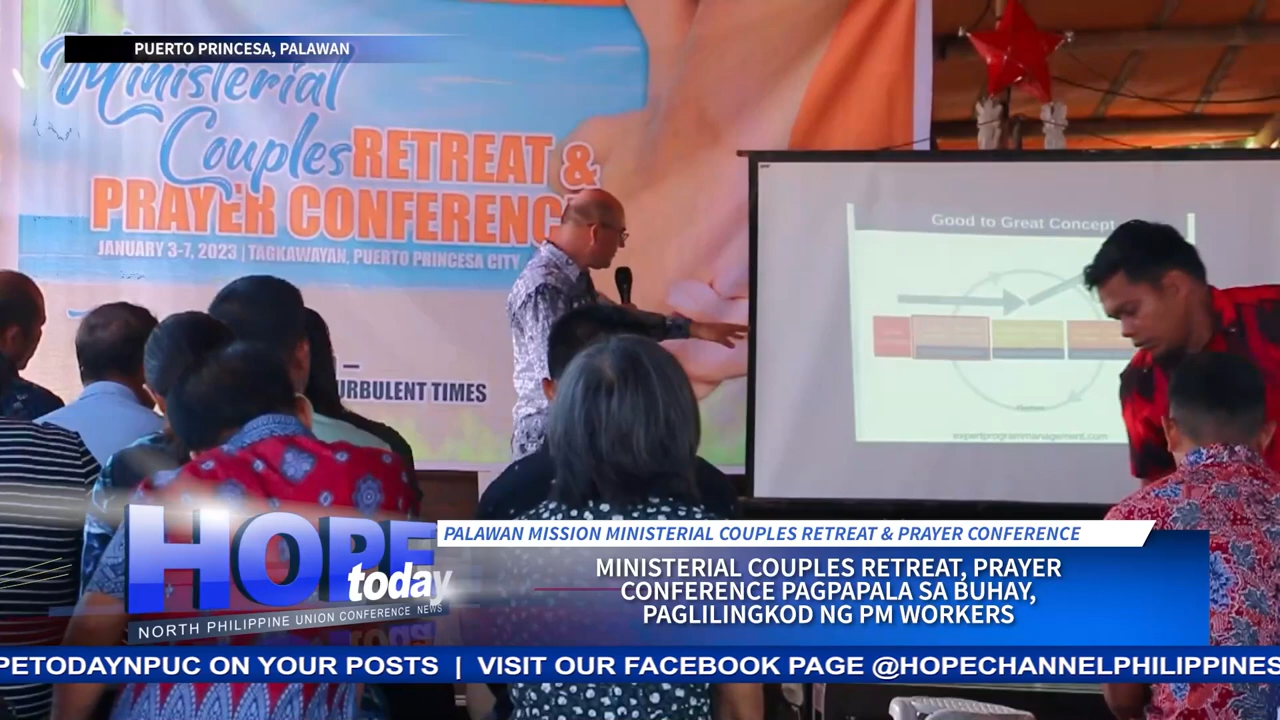 PUERTO PRINCESA, PALAWAN
Ministerial
Couples RETREAT &
PRAYER CONFERENC
JANUARY 3-7, 2023 | TAGKAWAYAN, PUERTO PRINCESA CITY
URBULENT TIMES
Good to Great Concept
expertprogrammanagement.com
HOPE
today
NORTH PHILIPPINE UNION CONFERENCE NEWS
PALAWAN MISSION MINISTERIAL COUPLES RETREAT & PRAYER CONFERENCE
MINISTERIAL COUPLES RETREAT, PRAYER
CONFERENCE PAGPAPALA SA BUHAY,
PAGLILINGKOD NG PM WORKERS
PETODAYNPUC ON YOUR POSTS | VISIT OUR FACEBOOK PAGE @HOPECHANNELPHILIPPINES